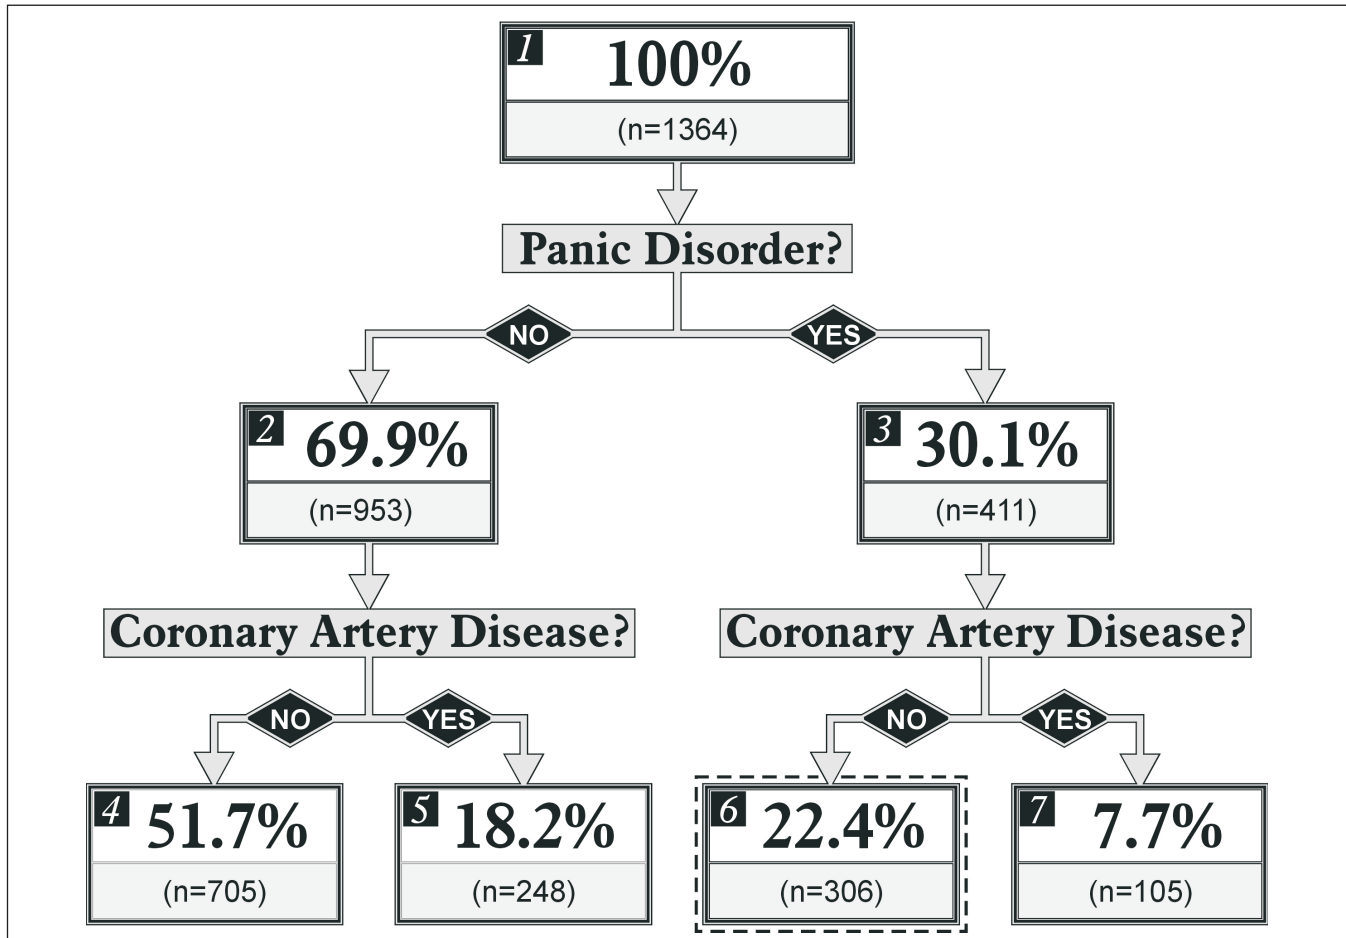 1
100%
(n=1364)
Panic Disorder?
NO YES
2 69.9% 3 30.1%
(n=953) (n=411)
Coronary Artery Disease? Coronary Artery Disease?
NO YES NO YES
4 51.7% 5 18.2% 6 22.4% 7 7.7%
(n=705) (n=248) (n=306) (n=105)